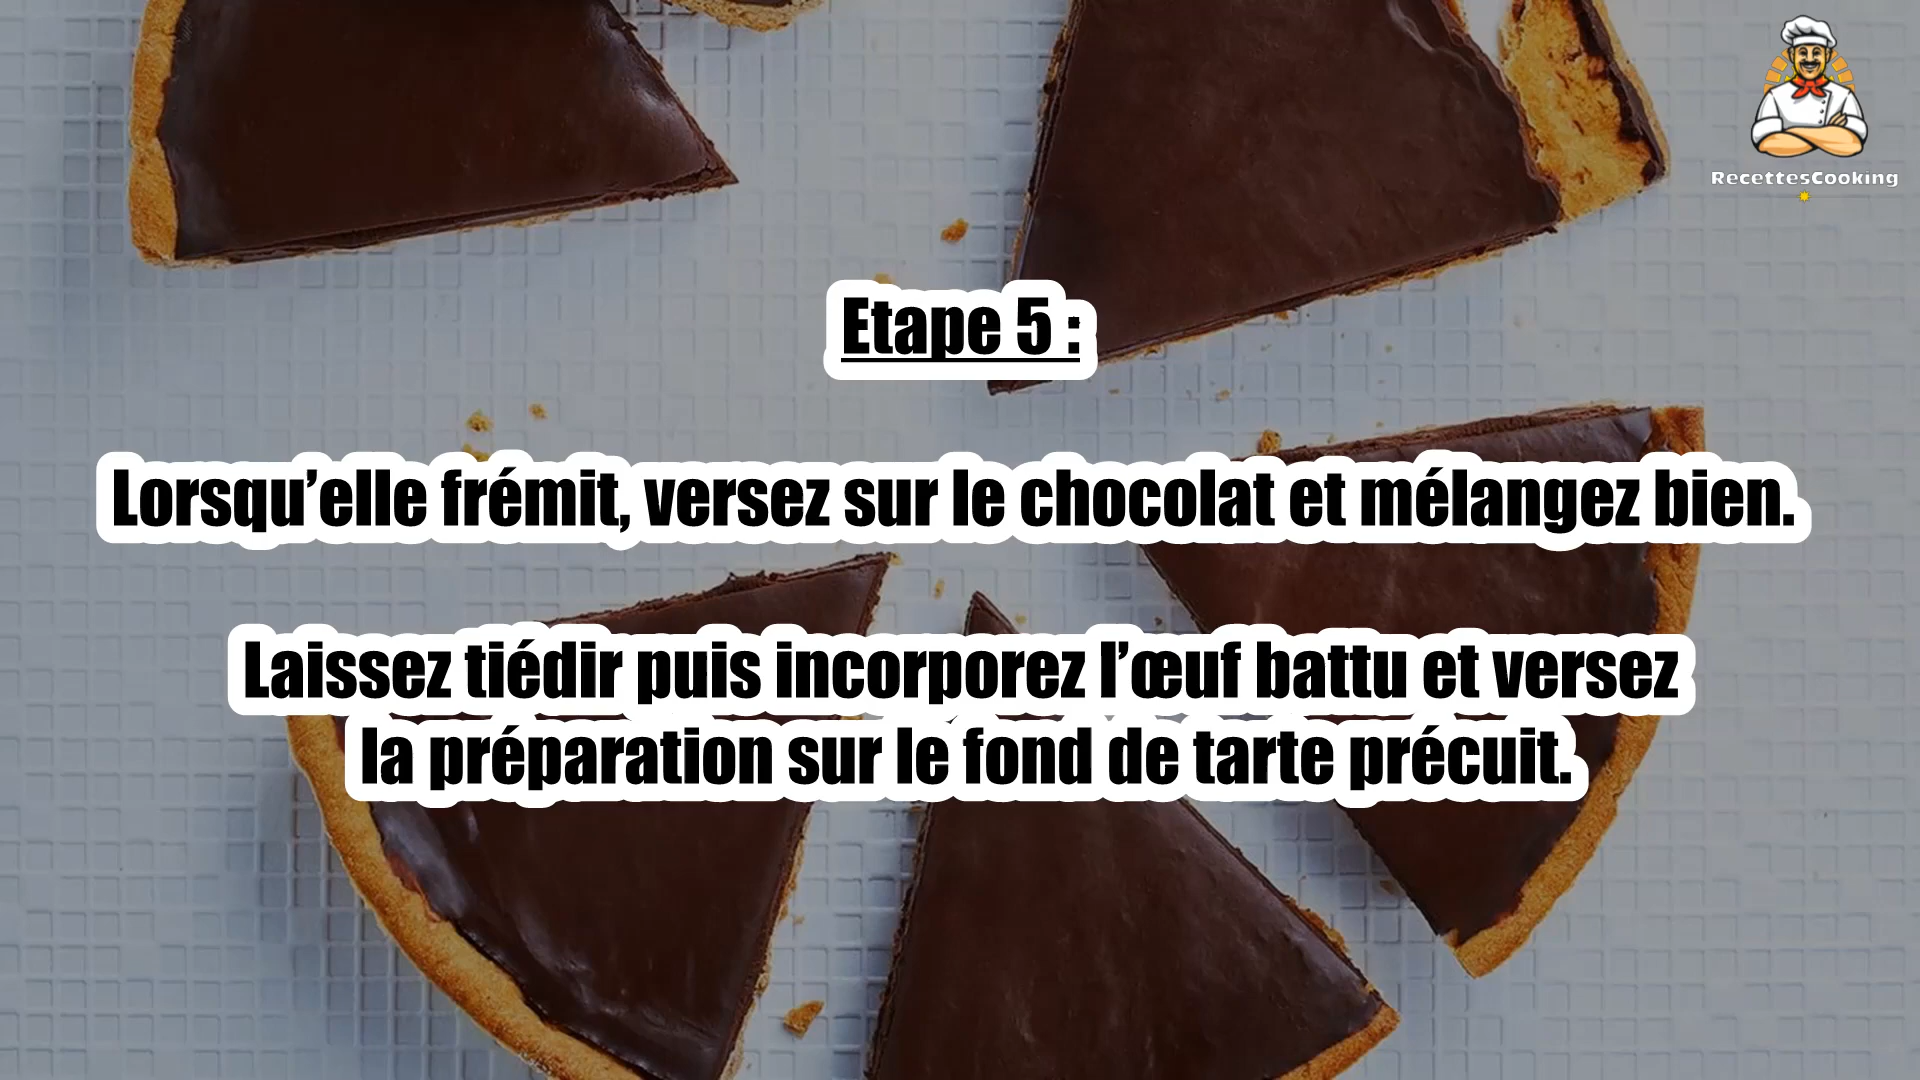 RecettesCooking
Etape 5 :
Lorsqu’elle frémit, versez sur le chocolat et mélangez bien.
Laissez tiédir puis incorporez l’œuf battu et versez
la préparation sur le fond de tarte précuit.